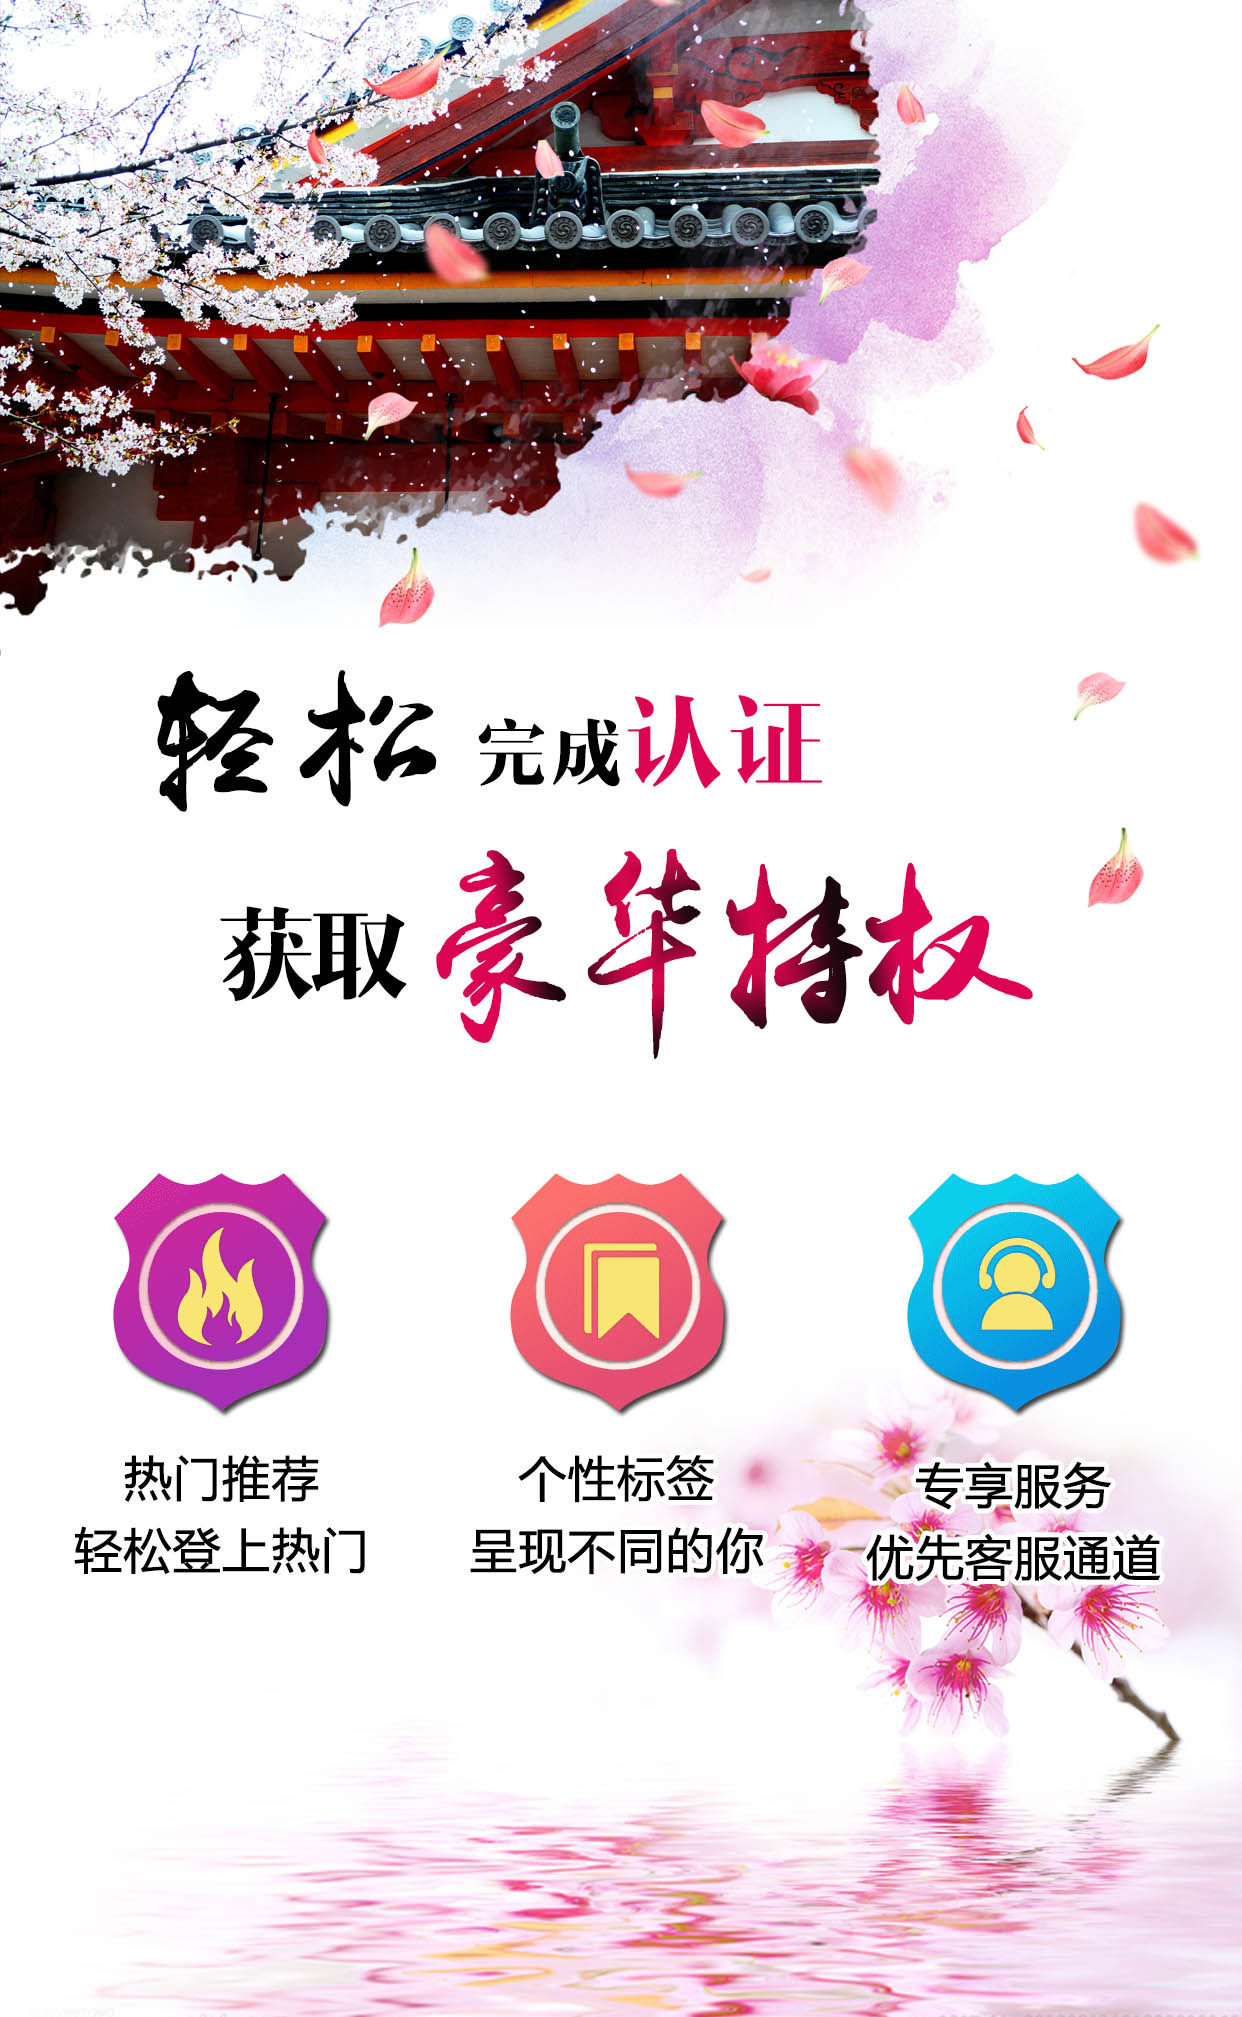 轻松 完成认证
获取 豪华特权
热门推荐
轻松登上热门
个性标签
呈现不同的你
专享服务
优先客服通道